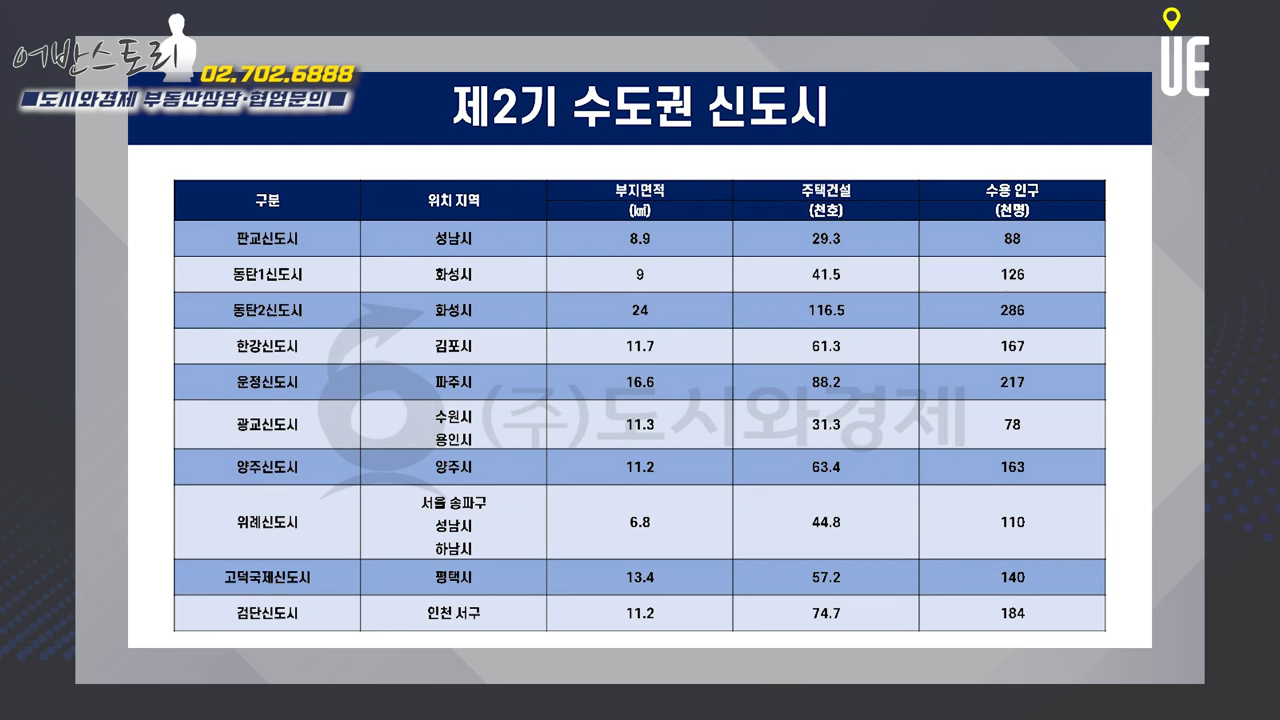 어반스토리
02.702.6888
■도시와경제 부동산상담·협업문의■
UE
제2기 수도권 신도시
구분 위치 지역 부지면적 (㎢) 주택건설 (천호) 수용 인구 (천명)
판교신도시 성남시 8.9 29.3 88
동탄1신도시 화성시 9 41.5 126
동탄2신도시 화성시 24 116.5 286
한강신도시 김포시 11.7 61.3 167
운정신도시 파주시 16.6 88.2 217
광교신도시 수원시 용인시 11.3 31.3 78
양주신도시 양주시 11.2 63.4 163
위례신도시 서울 송파구 성남시 하남시 6.8 44.8 110
고덕국제신도시 평택시 13.4 57.2 140
검단신도시 인천 서구 11.2 74.7 184
(주)도시와경제